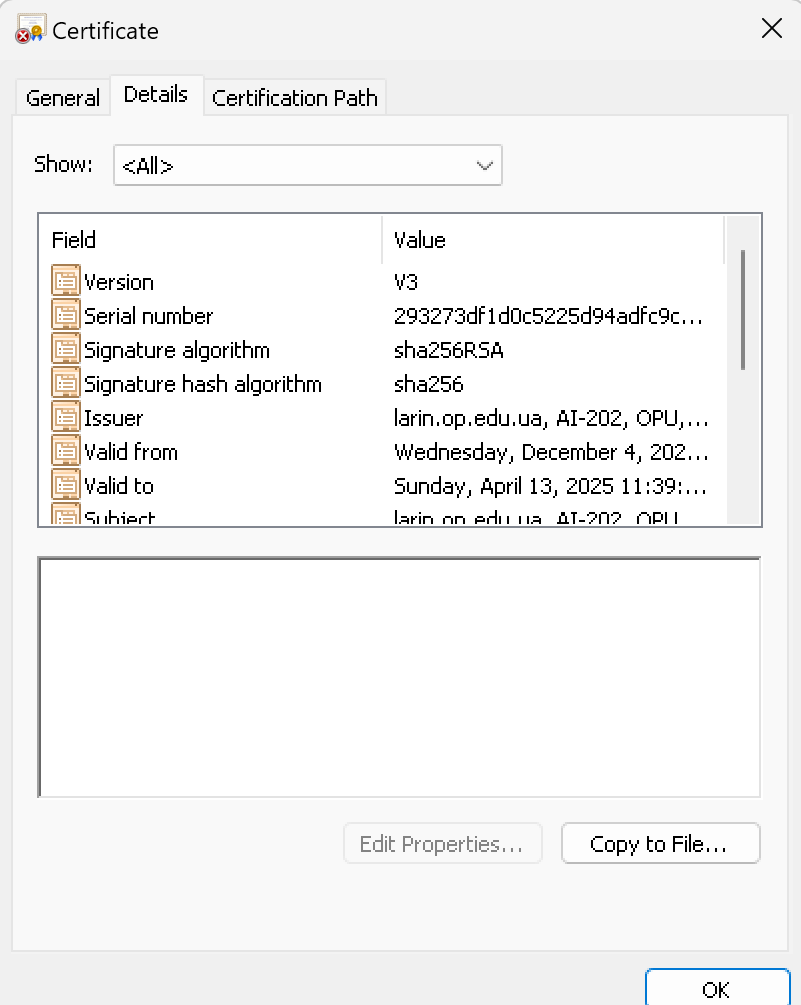 Certificate
General Details Certification Path
Show: <All>
Field Value
Version V3
Serial number 293273df1d0c5225d94adfc9c...
Signature algorithm sha256RSA
Signature hash algorithm sha256
Issuer larin.op.edu.ua, AI-202, OPU,...
Valid from Wednesday, December 4, 202...
Valid to Sunday, April 13, 2025 11:39:...
Subject larin.op.edu.ua, AI-202, OPU
Edit Properties...
Copy to File...
OK